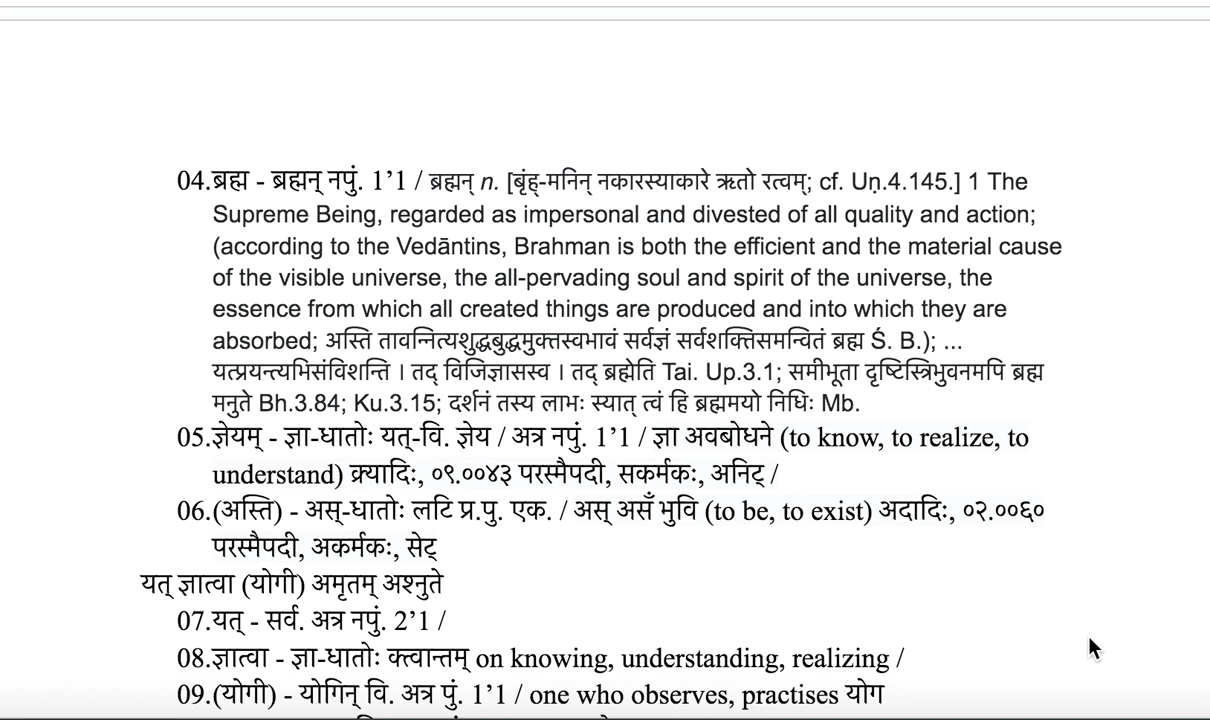 04.ब्रह्म - ब्रह्मन् नपुं. 1’1 / ब्रह्मन् n. [बृंह्-मनिन् नकारस्याकारे ऋतो रत्वम्; cf. Uṇ.4.145.] 1 The
Supreme Being, regarded as impersonal and divested of all quality and action;
(according to the Vedāntins, Brahman is both the efficient and the material cause
of the visible universe, the all-pervading soul and spirit of the universe, the
essence from which all created things are produced and into which they are
absorbed; अस्ति तावन्नित्यशुद्धबुद्धमुक्तस्वभावं सर्वज्ञं सर्वशक्तिसमन्वितं ब्रह्म Ś. B.); ...
यत्प्रयन्त्यभिसंविशन्ति । तद् विजिज्ञासस्व । तद् ब्रह्मेति Tai. Up.3.1; समीभूता दृष्टिस्त्रिभुवनमपि ब्रह्म
मनुते Bh.3.84; Ku.3.15; दर्शनं तस्य लाभः स्यात् त्वं हि ब्रह्ममयो निधिः Mb.
05.ज्ञेयम् - ज्ञा-धातोः यत्-वि. ज्ञेय / अत्र नपुं. 1’1 / ज्ञा अवबोधने (to know, to realize, to
understand) क्र्यादिः, ०९.००४३ परस्मैपदी, सकर्मकः, अनिट् /
06.(अस्ति) - अस्-धातोः लटि प्र.पु. एक. / अस् असँ भुवि (to be, to exist) अदादिः, ०२.००६०
परस्मैपदी, अकर्मकः, सेट्
यत् ज्ञात्वा (योगी) अमृतम् अश्नुते
07.यत् - सर्व. अत्र नपुं. 2’1 /
08.ज्ञात्वा - ज्ञा-धातोः क्त्वान्तम् on knowing, understanding, realizing /
09.(योगी) - योगिन् वि. अत्र पुं. 1’1 / one who observes, practises योग